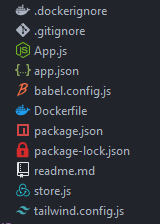 .dockerignore
.gitignore
App.js
app.json
babel.config.js
Dockerfile
package.json
package-lock.json
readme.md
store.js
tailwind.config.js